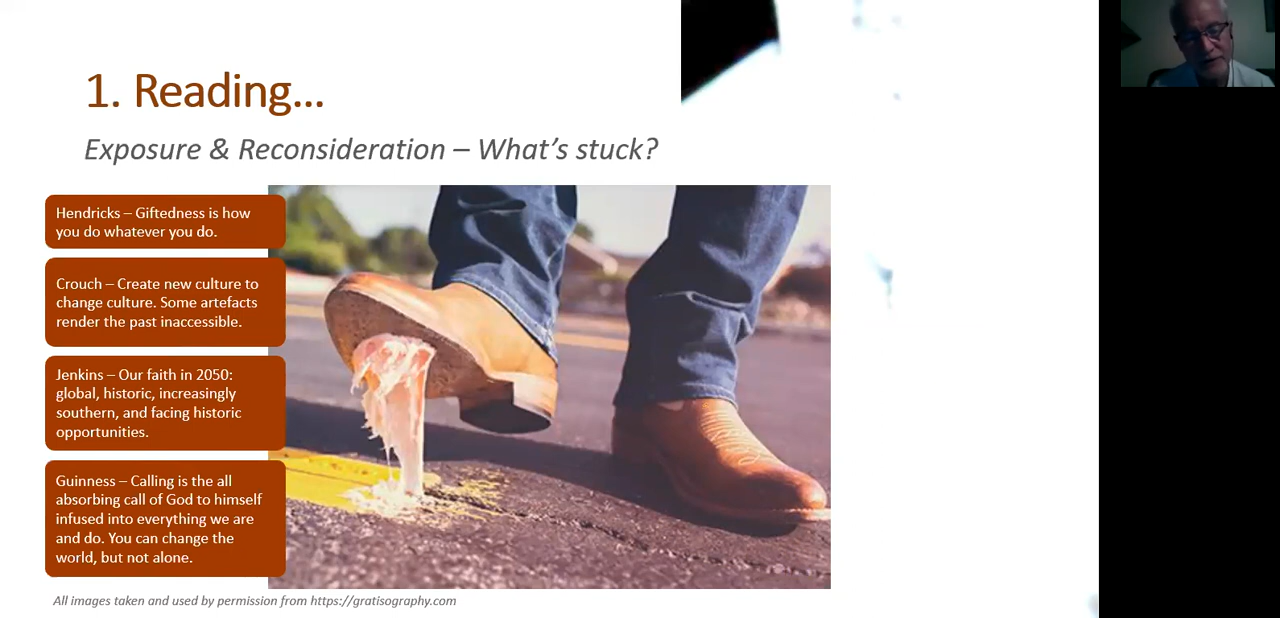 1. Reading...
Exposure & Reconsideration – What's stuck?
Hendricks – Giftedness is how
you do whatever you do.
Crouch – Create new culture to
change culture. Some artefacts
render the past inaccessible.
Jenkins – Our faith in 2050:
global, historic, increasingly
southern, and facing historic
opportunities.
Guinness – Calling is the all
absorbing call of God to himself
infused into everything we are
and do. You can change the
world, but not alone.
All images taken and used by permission from https://gratisography.com